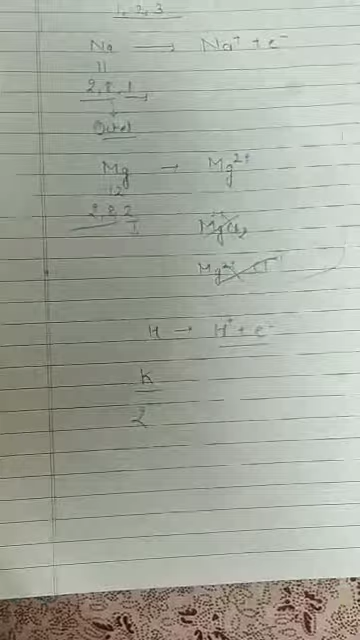 1, 2, 3
Na → Na⁺ + e⁻
11
2, 8, 1
Octet
Mg → Mg²⁺
12
2, 8, 2
MgCl₂
Mg²⁺
H → H⁺ + e⁻
K
2